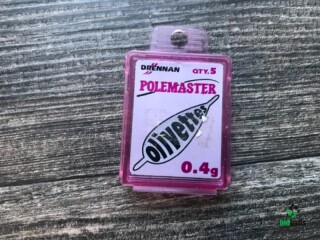 DRENNAN QTY. 5
POLEMASTER
olivettes
0.4g